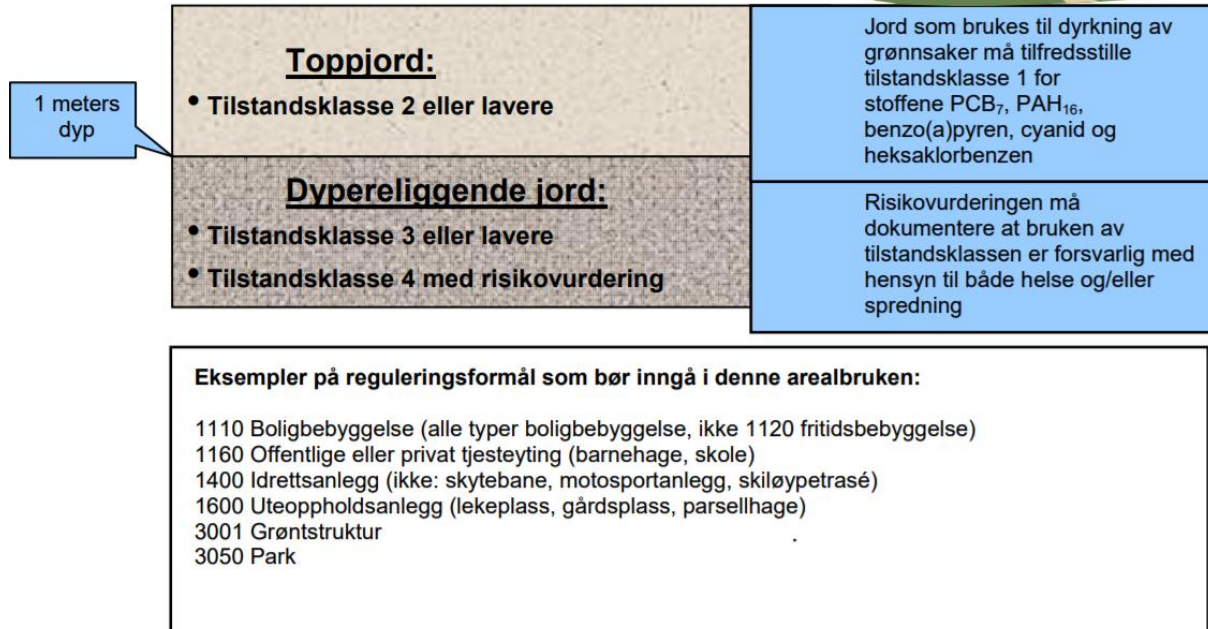 Toppjord:
• Tilstandsklasse 2 eller lavere
1 meters
dyp
Jord som brukes til dyrkning av
grønnsaker må tilfredsstille
tilstandsklasse 1 for
stoffene PCB₇, PAH₁₆,
benzo(a)pyren, cyanid og
heksaklorbenzen
Dypereliggende jord:
• Tilstandsklasse 3 eller lavere
• Tilstandsklasse 4 med risikovurdering
Risikovurderingen må
dokumentere at bruken av
tilstandsklassen er forsvarlig med
hensyn til både helse og/eller
spredning
Eksempler på reguleringsformål som bør inngå i denne arealbruken:
1110 Boligbebyggelse (alle typer boligbebyggelse, ikke 1120 fritidsbebyggelse)
1160 Offentlige eller privat tjesteyting (barnehage, skole)
1400 Idrettsanlegg (ikke: skytebane, motosportanlegg, skiløypetrasé)
1600 Uteoppholdsanlegg (lekeplass, gårdsplass, parsellhage)
3001 Grøntstruktur
3050 Park